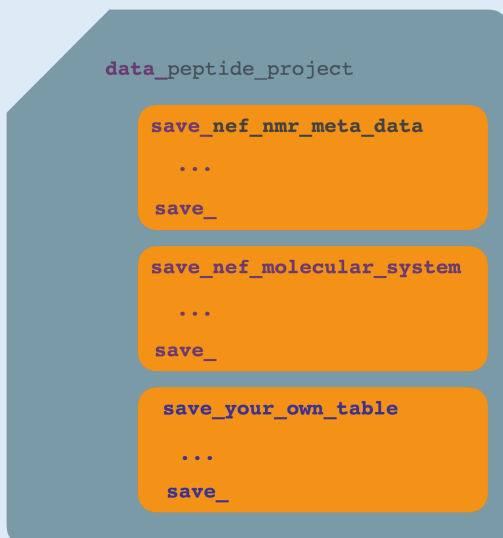 data_peptide_project
save_nef_nmr_meta_data
...
save_
save_nef_molecular_system
...
save_
save_your_own_table
...
save_